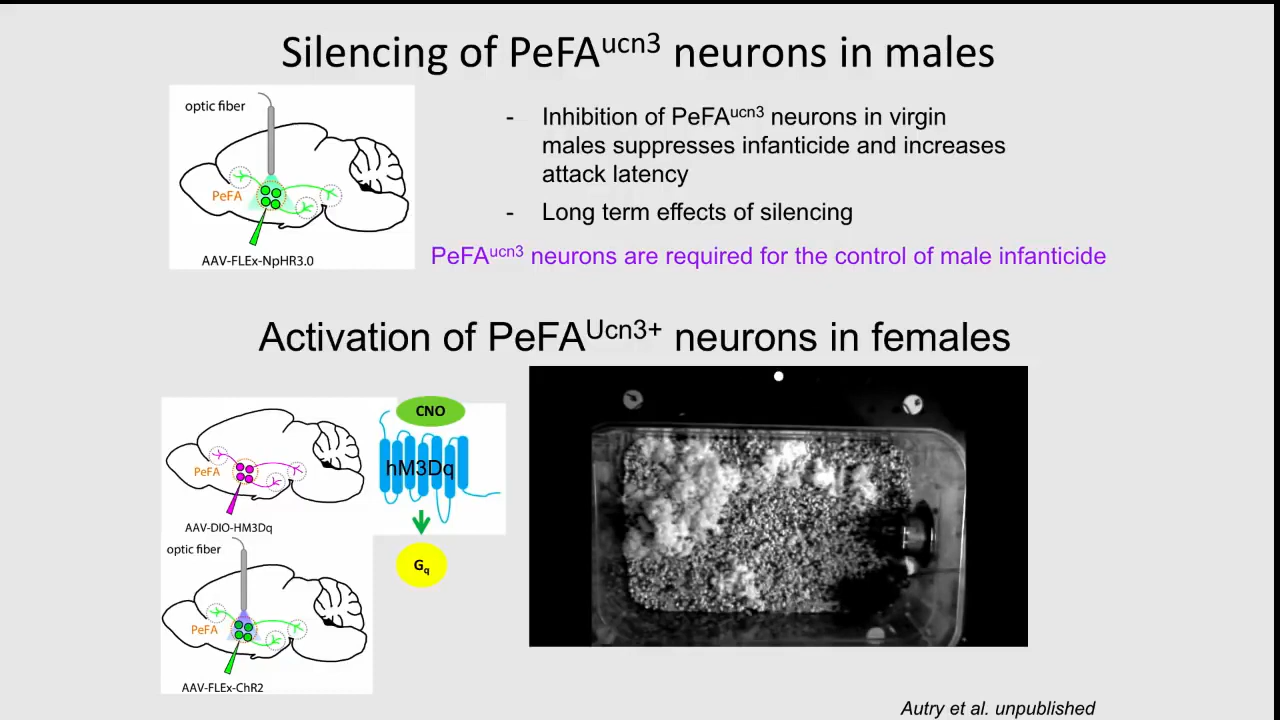 Silencing of PeFAᵘᶜⁿ³ neurons in males
optic fiber
PeFA
AAV-FLEx-NpHR3.0
- Inhibition of PeFAᵘᶜⁿ³ neurons in virgin
males suppresses infanticide and increases
attack latency
- Long term effects of silencing
PeFAᵘᶜⁿ³ neurons are required for the control of male infanticide
Activation of PeFAᵁᶜⁿ³⁺ neurons in females
PeFA
AAV-DIO-HM3Dq
CNO
hM3Dq
Gq
optic fiber
PeFA
AAV-FLEx-ChR2
Autry et al. unpublished